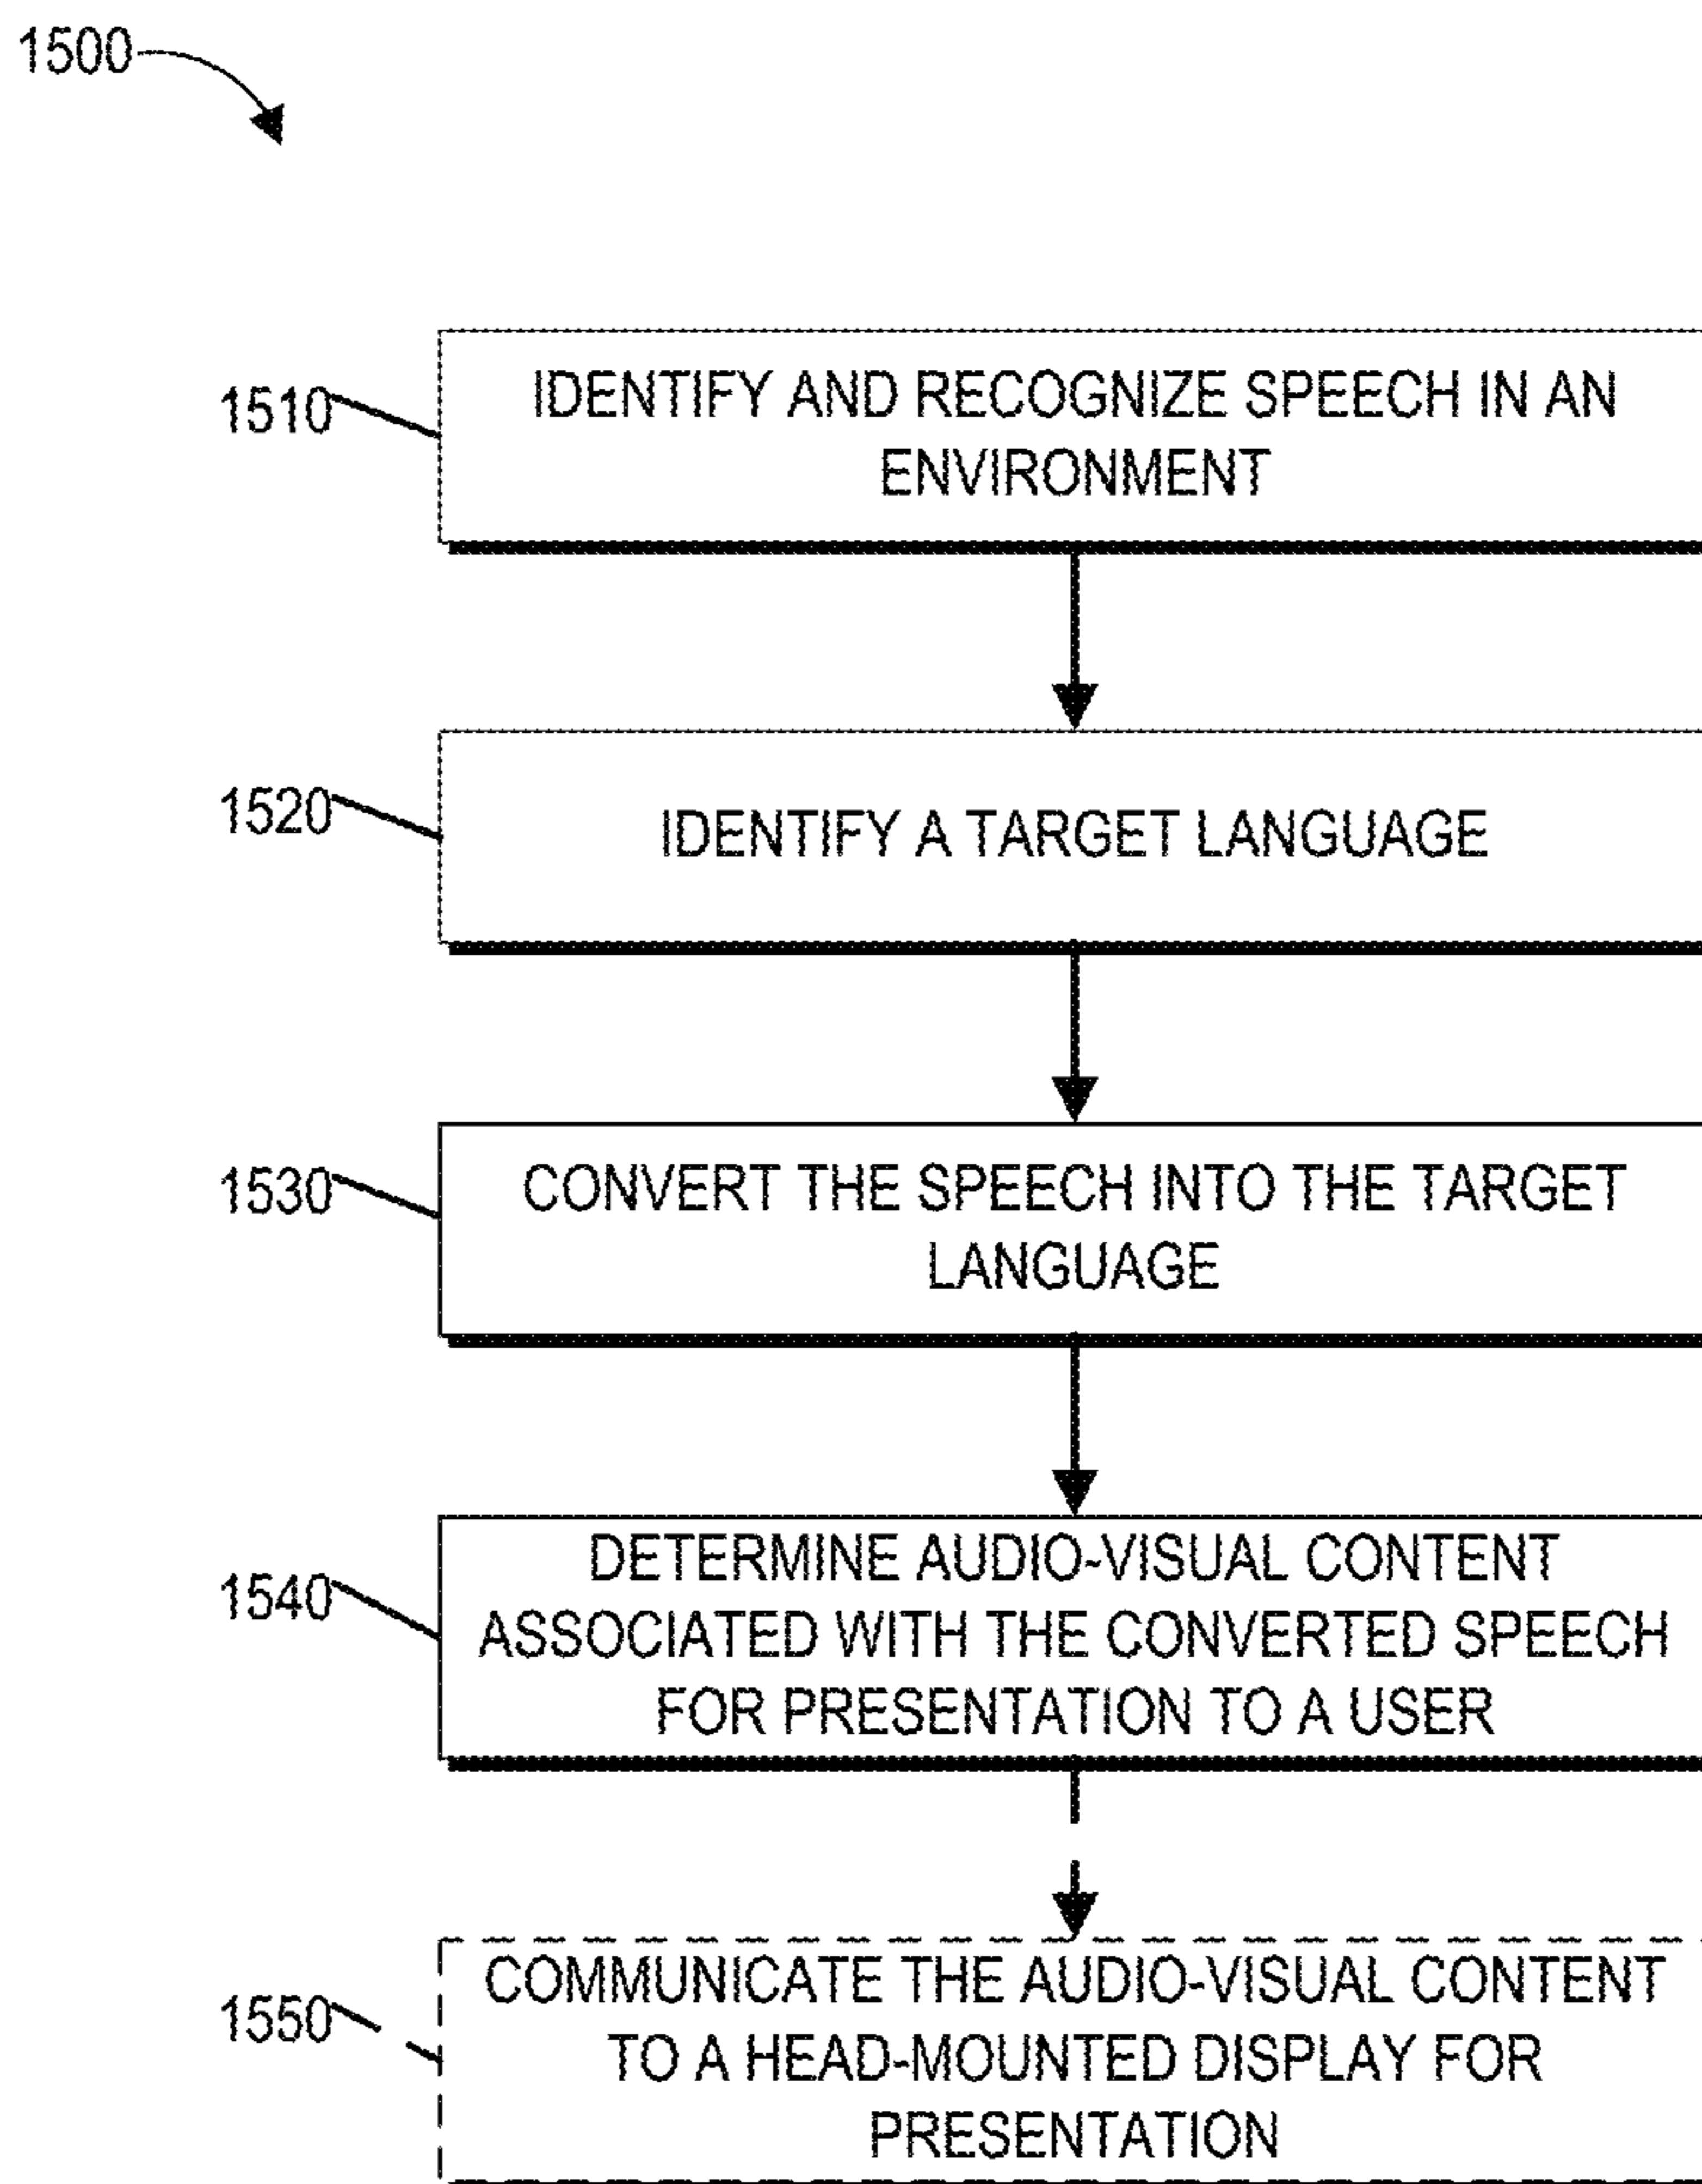 1500
1510
IDENTIFY AND RECOGNIZE SPEECH IN AN
ENVIRONMENT
1520
IDENTIFY A TARGET LANGUAGE
1530
CONVERT THE SPEECH INTO THE TARGET
LANGUAGE
1540
DETERMINE AUDIO-VISUAL CONTENT
ASSOCIATED WITH THE CONVERTED SPEECH
FOR PRESENTATION TO A USER
1550
COMMUNICATE THE AUDIO-VISUAL CONTENT
TO A HEAD-MOUNTED DISPLAY FOR
PRESENTATION